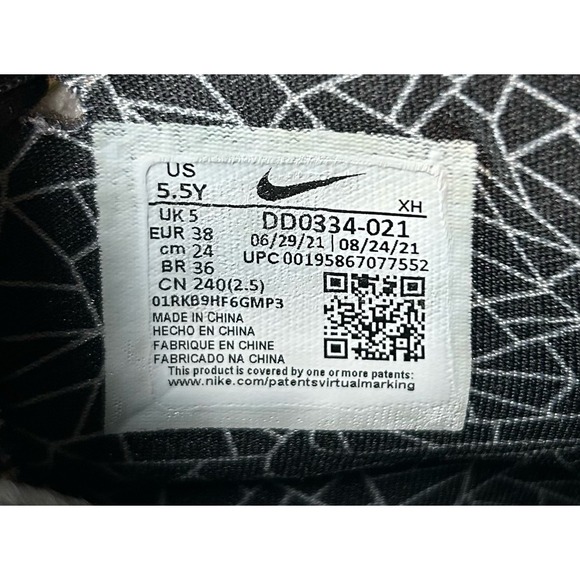 US
5.5Y
XH
UK 5
EUR 38
cm 24
BR 36
CN 240(2.5)
DD0334-021
06/29/21 | 08/24/21
UPC 00195867077552
01RKB9HF6GMP3
MADE IN CHINA
HECHO EN CHINA
FABRIQUE EN CHINE
FABRICADO NA CHINA
This product is covered by one or more patents:
www.nike.com/patentsvirtualmarking